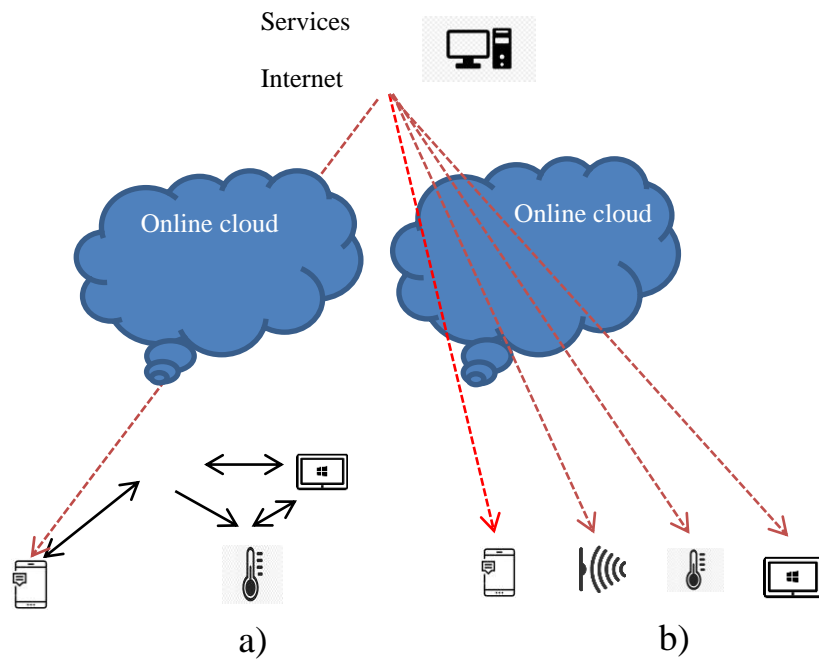 Services
Internet
Online cloud
Online cloud
a)
b)